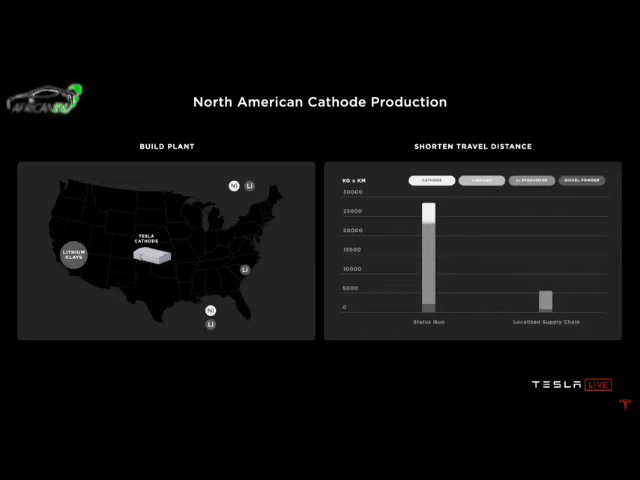 North American Cathode Production
BUILD PLANT
SHORTEN TRAVEL DISTANCE
Ni
Li
TESLA
CATHODE
LITHIUM
CLAYS
Li
Ni
Li
KG x KM
CATHODE
LI SPODUMENE
NICKEL POWDER
30000
25000
20000
15000
10000
5000
0
Status Quo
Localized Supply Chain
TESLA LIVE